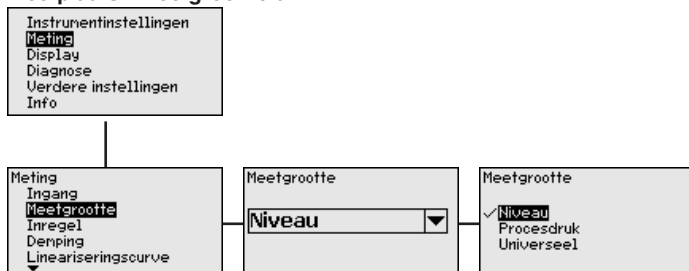 Instrumentinstellingen
Meting
Display
Diagnose
Verdere instellingen
Info
Meting
Ingang
Meetgrootte
Inregel
Demping
Lineariseringscurve
Meetgrootte
Niveau
Meetgrootte
Niveau
Procesdruk
Universeel